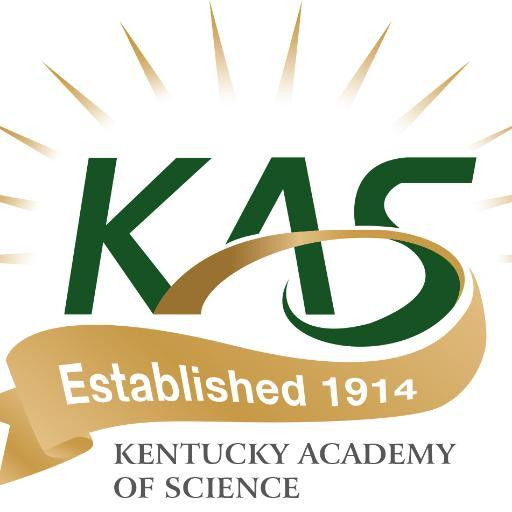 KAS
Established 1914
KENTUCKY ACADEMY
OF SCIENCE